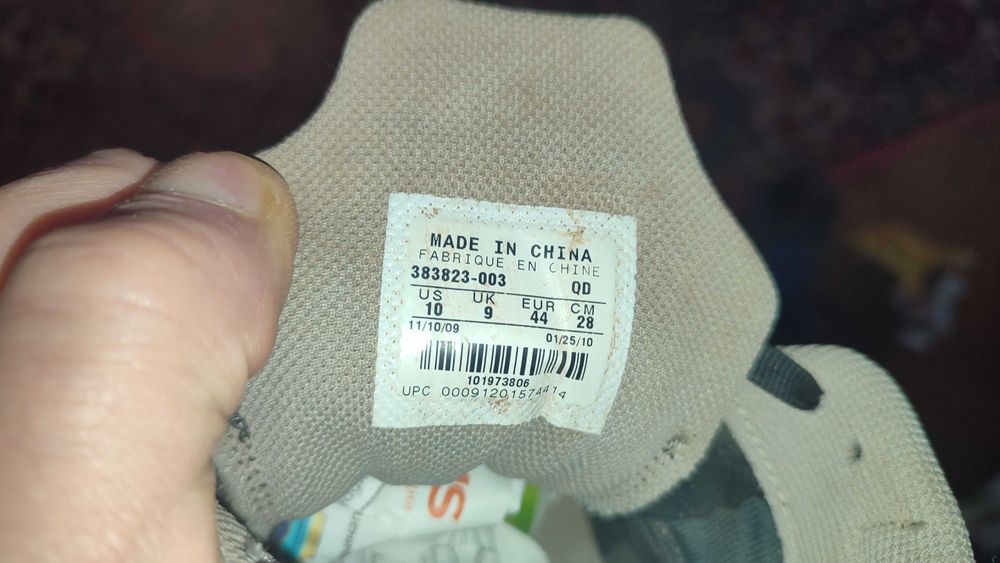 MADE IN CHINA
FABRIQUE EN CHINE
383823-003 QD
US UK EUR CM
10 9 44 28
11/10/09 01/25/10
101973806
UPC 00091201574414